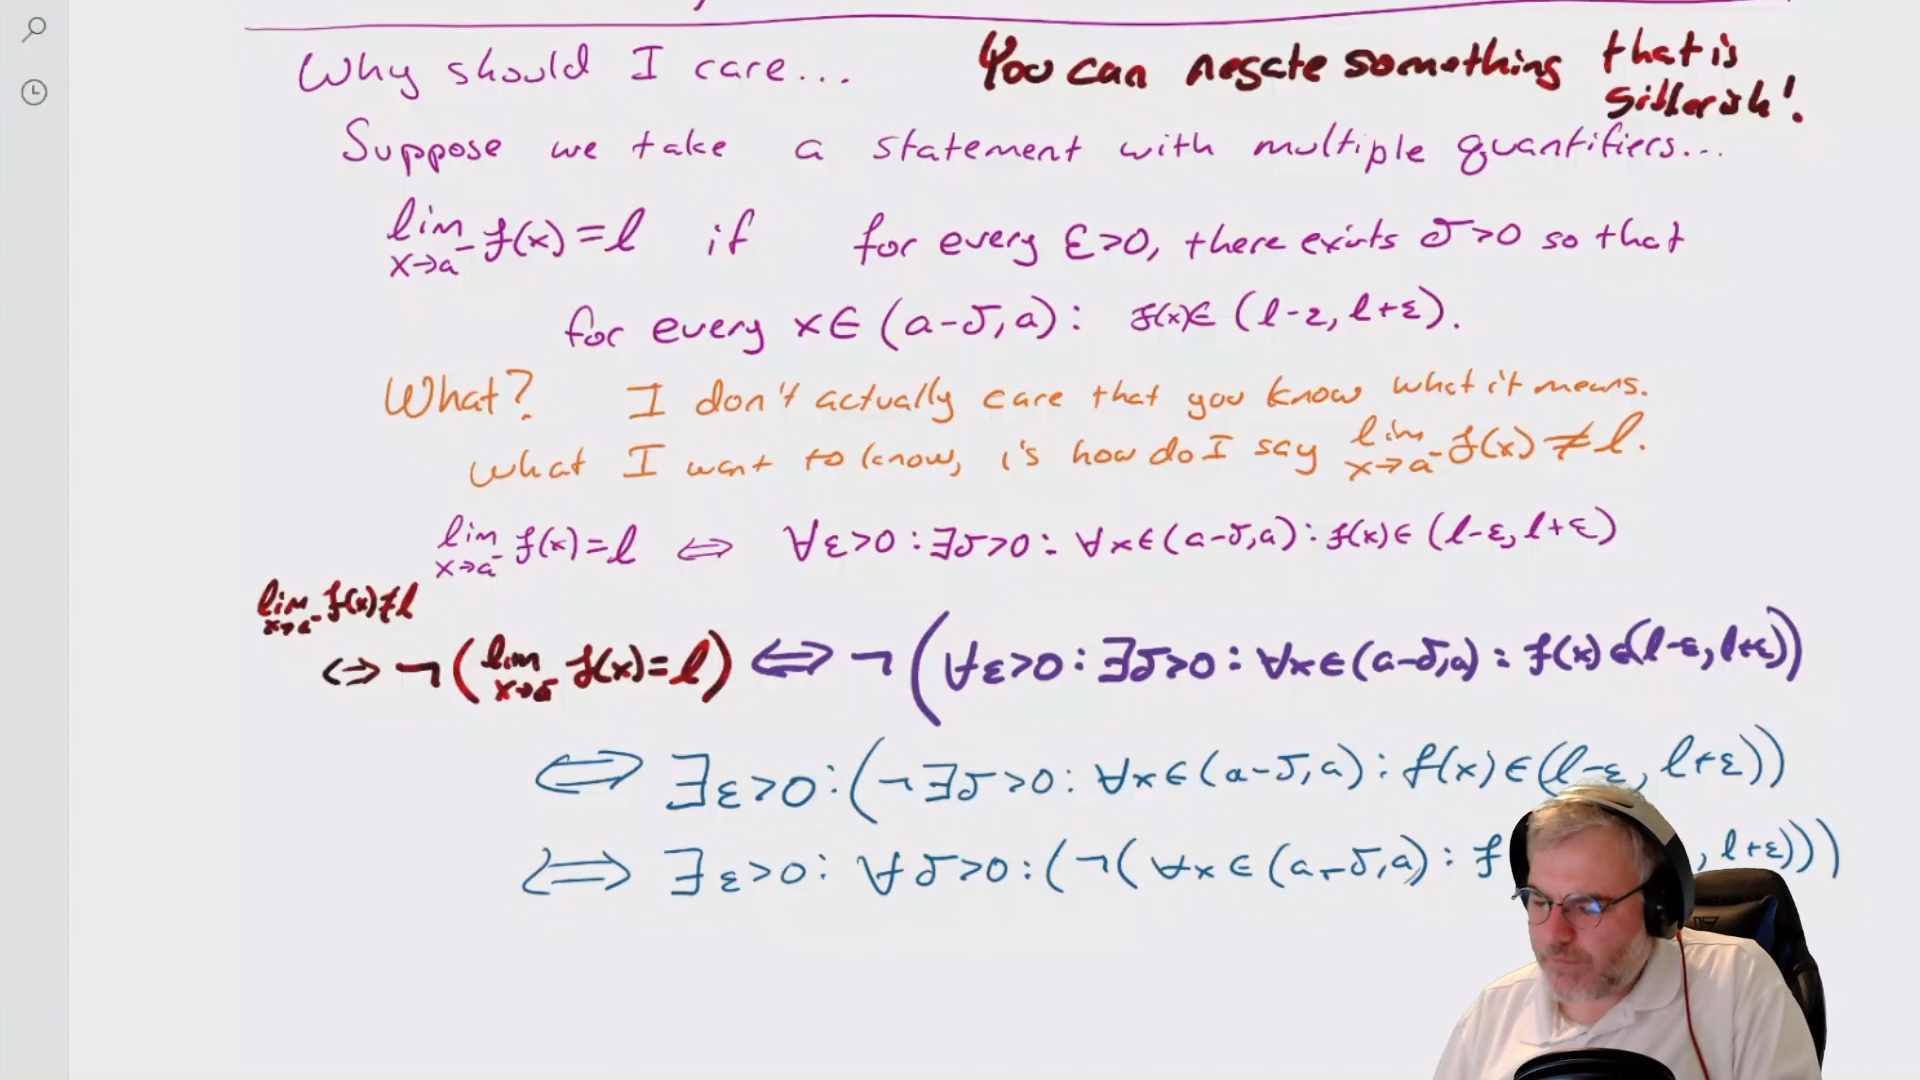 Why should I care... You can negate something that is
Gibberish!
Suppose we take a statement with multiple quantifiers...
lim x→a⁻ f(x) = l if for every ε>0, there exists δ>0 so that
for every x∈(a-δ,a): f(x)∈(l-ε, l+ε).
What? I don't actually care that you know what it means.
What I want to know, is how do I say lim x→a⁻ f(x) ≠ l.
lim x→a⁻ f(x) = l ⇔ ∀ε>0 : ∃δ>0 : ∀x∈(a-δ,a) : f(x)∈(l-ε, l+ε)
lim x→a⁻ f(x) ≠ l
⇔ ¬(lim x→a⁻ f(x) = l) ⇔ ¬(∀ε>0 : ∃δ>0 : ∀x∈(a-δ,a) : f(x)∈(l-ε, l+ε))
⇔ ∃ε>0 : (¬∃δ>0 : ∀x∈(a-δ,a) : f(x)∈(l-ε, l+ε))
⇔ ∃ε>0 : ∀δ>0 : (¬(∀x∈(a-δ,a) : f , l+ε)))